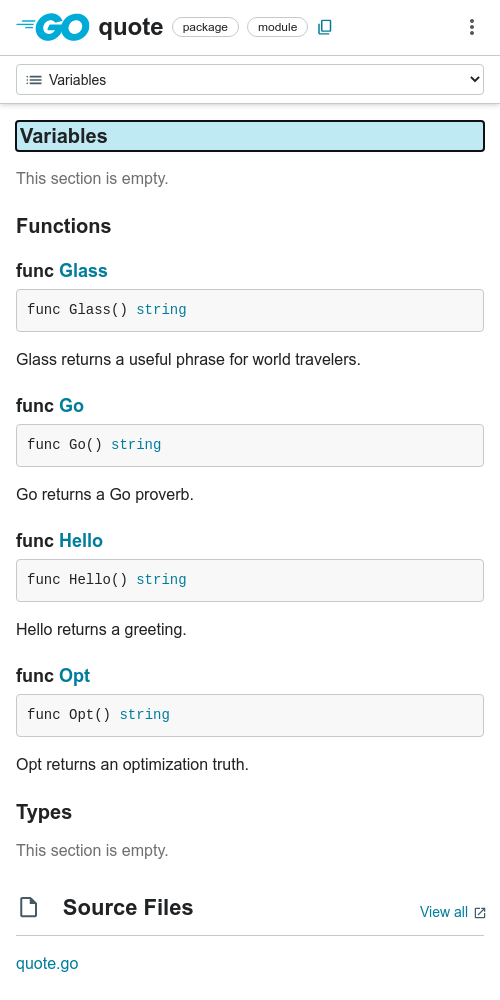 GO quote package module
Variables
Variables
This section is empty.
Functions
func Glass
func Glass() string
Glass returns a useful phrase for world travelers.
func Go
func Go() string
Go returns a Go proverb.
func Hello
func Hello() string
Hello returns a greeting.
func Opt
func Opt() string
Opt returns an optimization truth.
Types
This section is empty.
Source Files
View all
quote.go